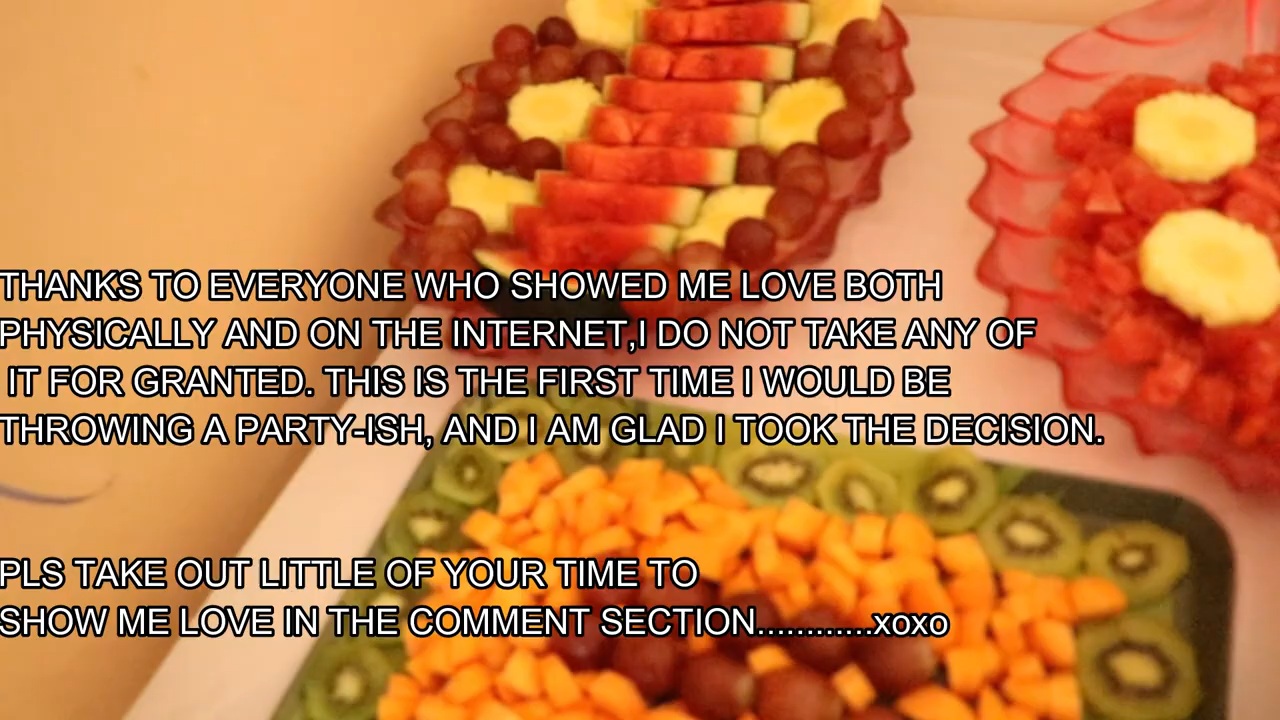 THANKS TO EVERYONE WHO SHOWED ME LOVE BOTH
PHYSICALLY AND ON THE INTERNET,I DO NOT TAKE ANY OF
IT FOR GRANTED. THIS IS THE FIRST TIME I WOULD BE
THROWING A PARTY-ISH, AND I AM GLAD I TOOK THE DECISION.
PLS TAKE OUT LITTLE OF YOUR TIME TO
SHOW ME LOVE IN THE COMMENT SECTION............xoxo